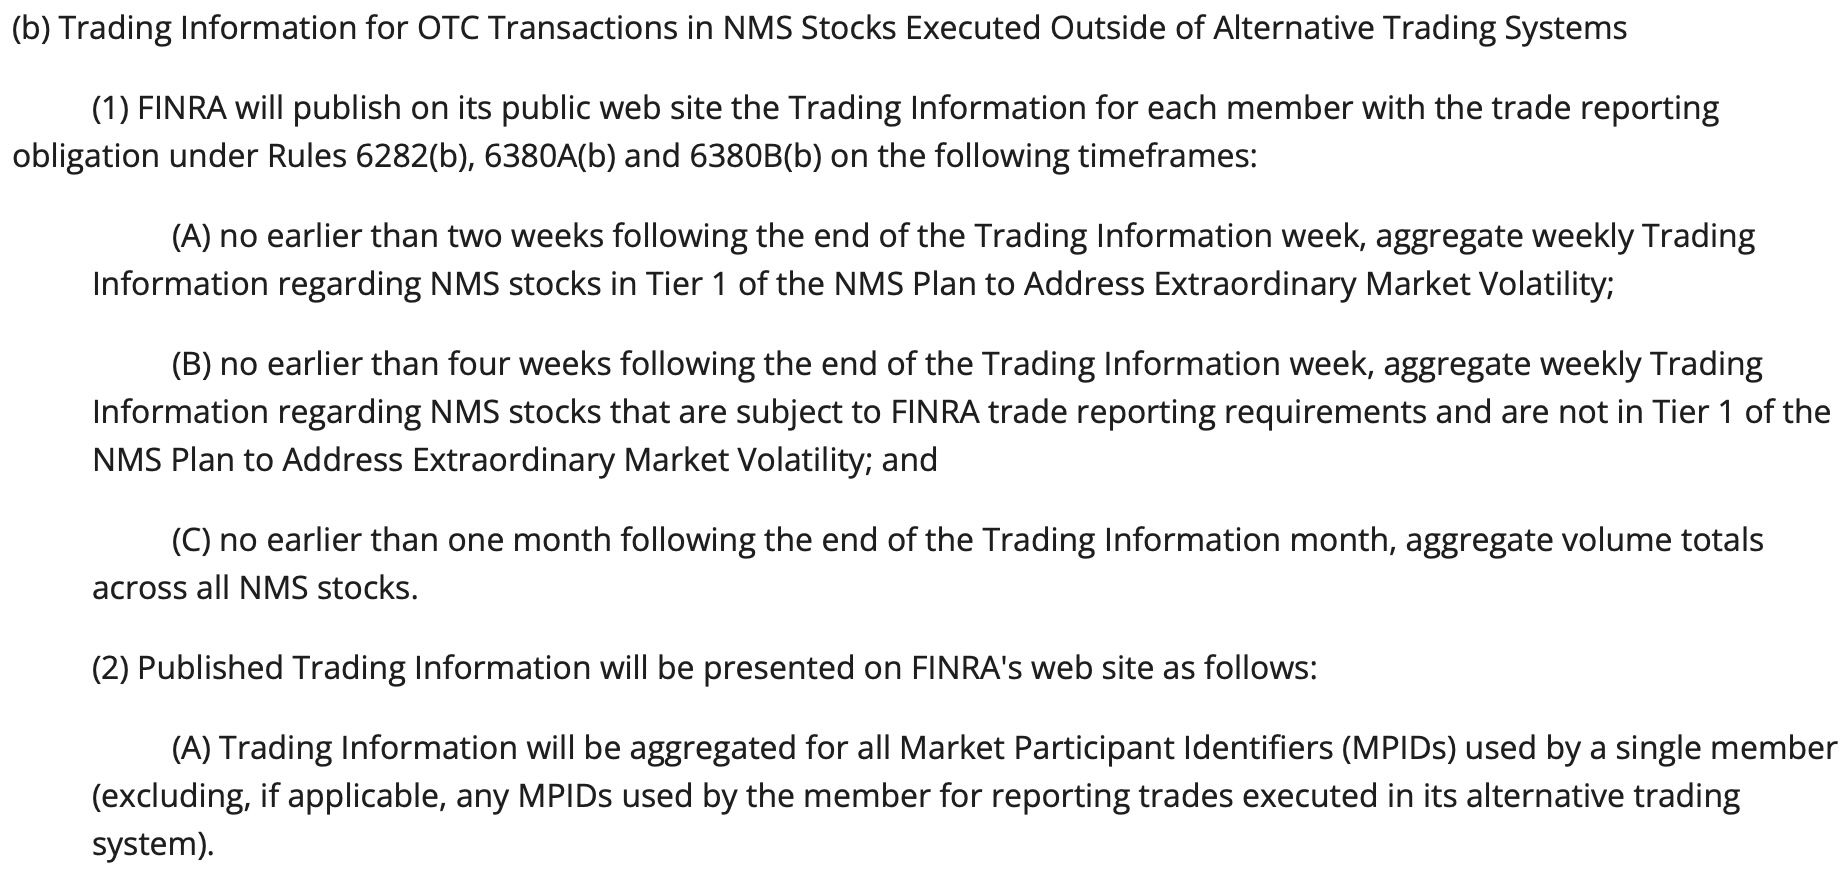 (b) Trading Information for OTC Transactions in NMS Stocks Executed Outside of Alternative Trading Systems
(1) FINRA will publish on its public web site the Trading Information for each member with the trade reporting
obligation under Rules 6282(b), 6380A(b) and 6380B(b) on the following timeframes:
(A) no earlier than two weeks following the end of the Trading Information week, aggregate weekly Trading
Information regarding NMS stocks in Tier 1 of the NMS Plan to Address Extraordinary Market Volatility;
(B) no earlier than four weeks following the end of the Trading Information week, aggregate weekly Trading
Information regarding NMS stocks that are subject to FINRA trade reporting requirements and are not in Tier 1 of the
NMS Plan to Address Extraordinary Market Volatility; and
(C) no earlier than one month following the end of the Trading Information month, aggregate volume totals
across all NMS stocks.
(2) Published Trading Information will be presented on FINRA's web site as follows:
(A) Trading Information will be aggregated for all Market Participant Identifiers (MPIDs) used by a single member
(excluding, if applicable, any MPIDs used by the member for reporting trades executed in its alternative trading
system).